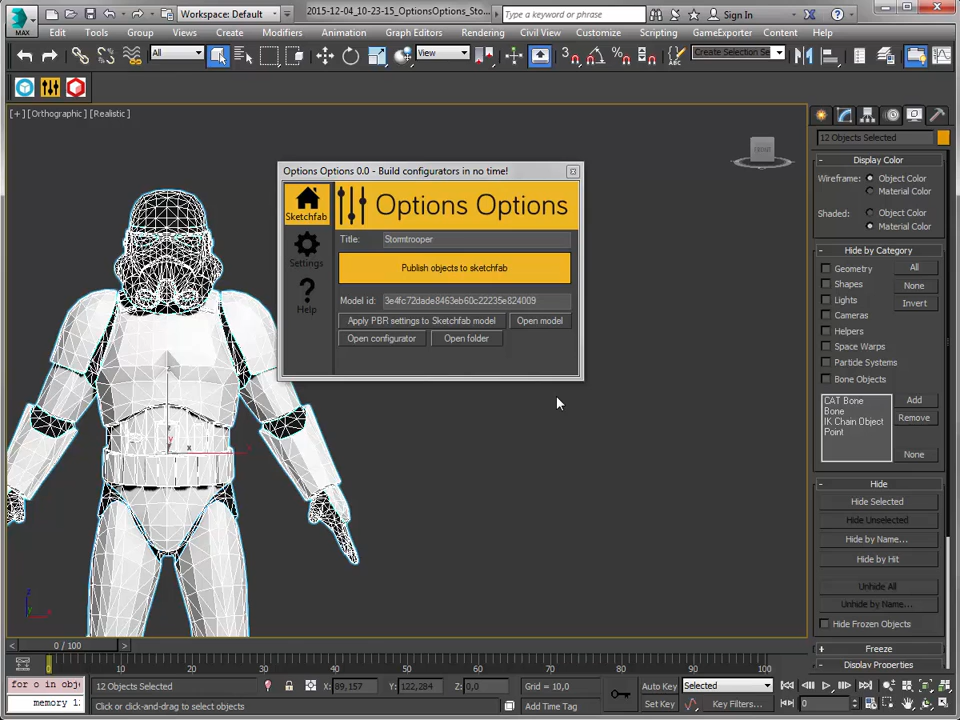 MAX
Workspace: Default
2015-12-04_10-23-15_OptionsOptions_Sto...
Type a keyword or phrase
Sign In
Edit Tools Group Views Create Modifiers Animation Graph Editors Rendering Civil View Customize Scripting GameExporter Content Help
All
View
3
Create Selection Se
[+] [Orthographic] [Realistic]
FRONT
Options Options 0.0 - Build configurators in no time!
Sketchfab
Options Options
Title: Stormtrooper
Settings
Publish objects to sketchfab
Help
Model id: 3e4fc72dade8463eb60c22235e824009
Apply PBR settings to Sketchfab model
Open model
Open configurator
Open folder
z
y
x
z
x
12 Objects Selected
Display Color
Wireframe: Object Color
Material Color
Shaded: Object Color
Material Color
Hide by Category
Geometry
All
Shapes
None
Lights
Invert
Cameras
Helpers
Space Warps
Particle Systems
Bone Objects
CAT Bone
Bone
IK Chain Object
Point
Add
Remove
None
Hide
Hide Selected
Hide Unselected
Hide by Name...
Hide by Hit
Unhide All
Unhide by Name...
Hide Frozen Objects
Freeze
Display Properties
0 / 100
0 10 20 30 40 50 60 70 80 90 100
for o in obj
memory 1
12 Objects Selected
X: 89,157
Y: 122,284
Z: 0,0
Grid = 10,0
Auto Key
Selected
Click or click-and-drag to select objects
Add Time Tag
Set Key
Key Filters...
0